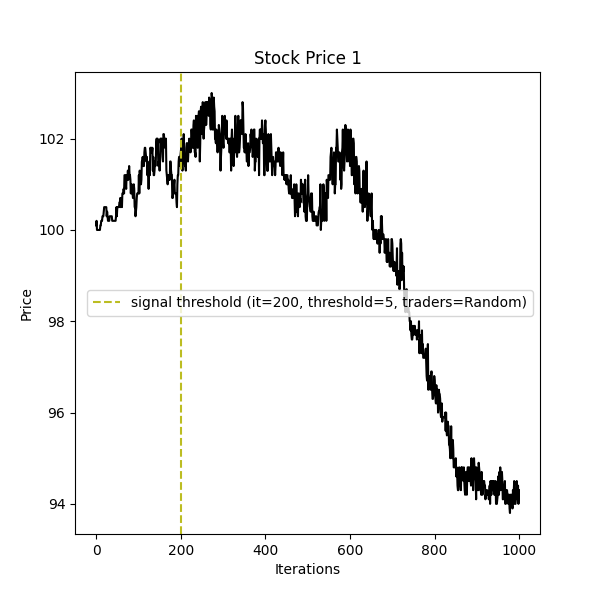 Stock Price 1
102
100
98
96
94
Price
signal threshold (it=200, threshold=5, traders=Random)
0
200
400
600
800
1000
Iterations